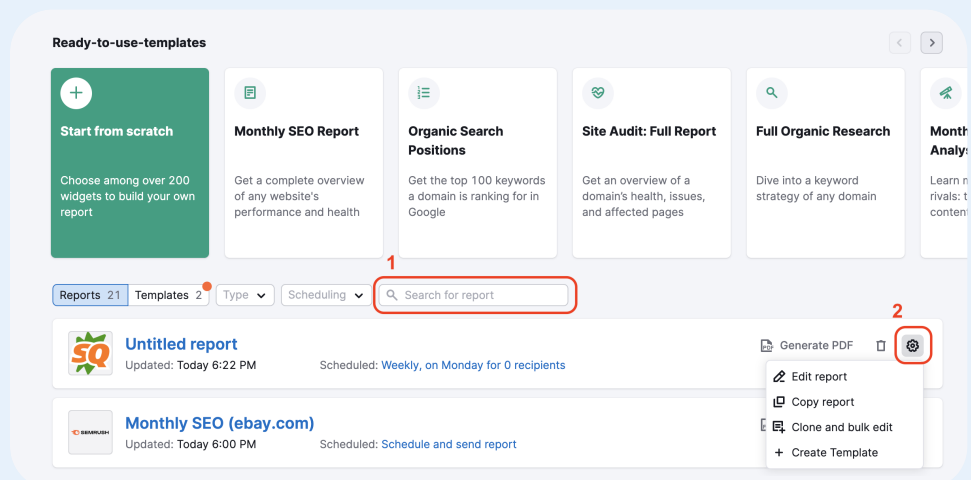 Ready-to-use-templates
Start from scratch
Choose among over 200
widgets to build your own
report
Monthly SEO Report
Get a complete overview
of any website's
performance and health
Organic Search
Positions
Get the top 100 keywords
a domain is ranking for in
Google
Site Audit: Full Report
Get an overview of a
domain's health, issues,
and affected pages
Full Organic Research
Dive into a keyword
strategy of any domain
Month
Analys
Learn
rivals: t
content
1
Reports 21
Templates 2
Type
Scheduling
Search for report
2
SQ
Untitled report
Updated: Today 6:22 PM
Scheduled: Weekly, on Monday for 0 recipients
PDF Generate PDF
Edit report
Copy report
Clone and bulk edit
Create Template
SEMRUSH
Monthly SEO (ebay.com)
Updated: Today 6:00 PM
Scheduled: Schedule and send report